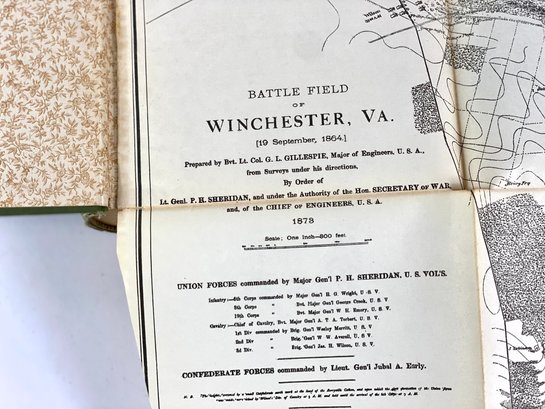 BATTLE FIELD
OF
WINCHESTER, VA.
[19 September, 1864.]
Prepared by Bvt. Lt. Col. G. L. GILLESPIE, Major of Engineers, U. S. A.,
from Surveys under his directions,
By Order of
Lt. Genl. P. H. SHERIDAN, and under the Authority of the Hon. SECRETARY OF WAR
and, of the CHIEF OF ENGINEERS, U. S. A.
1873
Scale; One inch=800 feet.
UNION FORCES commanded by Major Gen'l P. H. SHERIDAN, U. S. VOL'S.
Infantry:—6th Corps commanded by Major Gen'l H. G. Wright, U. S. V.
8th Corps " Bvt. Major Gen'l George Crook, U. S. V
19th Corps " Bvt. Major Gen'l W. H. Emory, U. S. V.
Cavalry:—Chief of Cavalry, Bvt. Major Gen'l A. T. A. Torbert, U. S. V.
1st Div commanded by Brig. Gen'l Wesley Merritt, U. S. V
2nd Div " Brig. Gen'l W. W. Averell, U. S. V
3d Div " Brig. Gen'l Jas. H. Wilson, U. S. V.
CONFEDERATE FORCES commanded by Lieut. Gen'l Jubal A. Early.